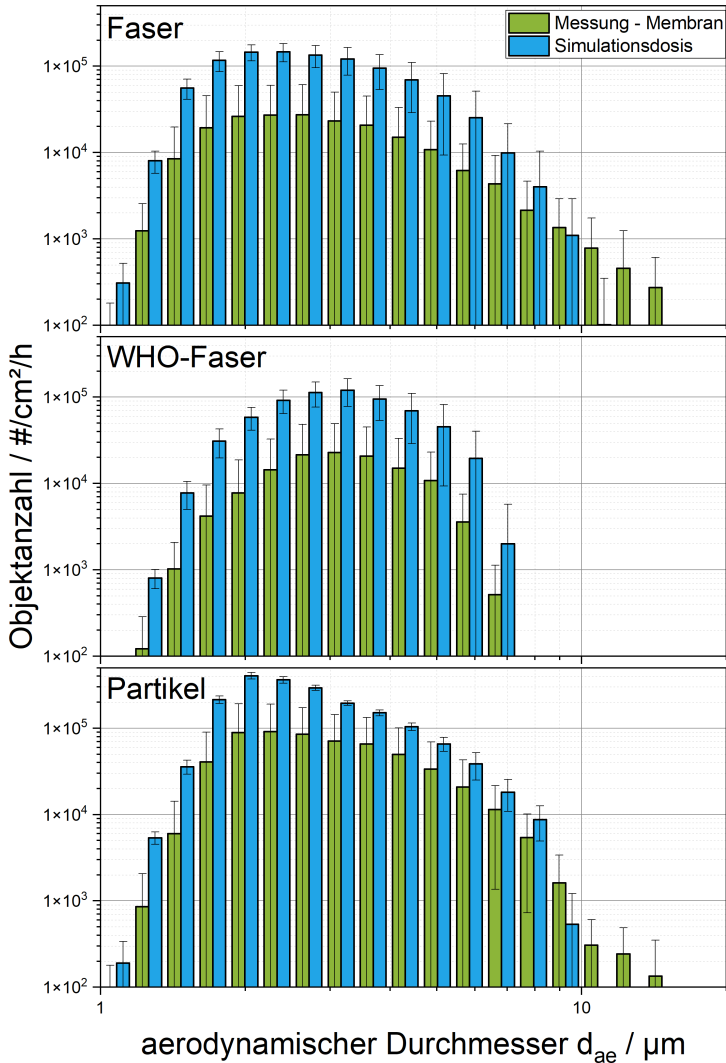 Faser
Messung - Membran
Simulationsdosis
1×10⁵
1×10⁴
1×10³
1×10²
WHO-Faser
1×10⁵
1×10⁴
1×10³
1×10²
Partikel
1×10⁵
1×10⁴
1×10³
1×10²
1
10
Objektanzahl / #/cm²/h
aerodynamischer Durchmesser dₐₑ / µm